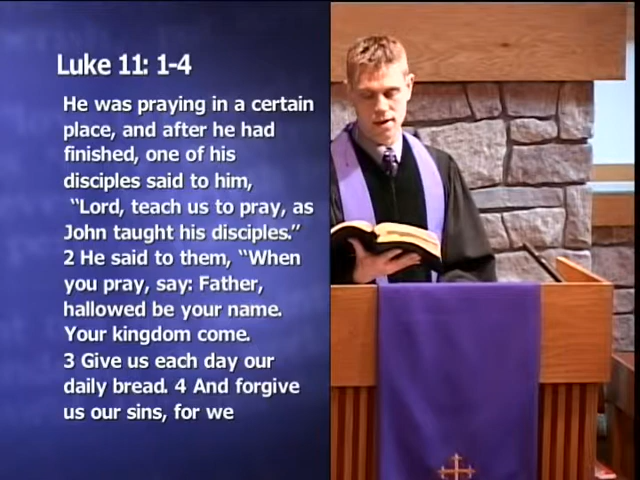 Luke 11: 1-4
He was praying in a certain
place, and after he had
finished, one of his
disciples said to him,
“Lord, teach us to pray, as
John taught his disciples.”
2 He said to them, “When
you pray, say: Father,
hallowed be your name.
Your kingdom come.
3 Give us each day our
daily bread. 4 And forgive
us our sins, for we